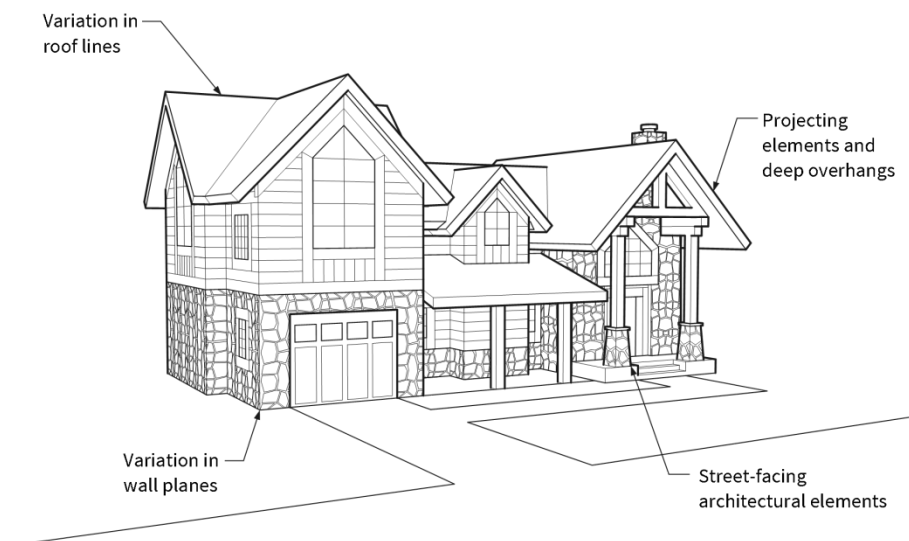 Variation in
roof lines
Projecting
elements and
deep overhangs
Variation in
wall planes
Street-facing
architectural elements